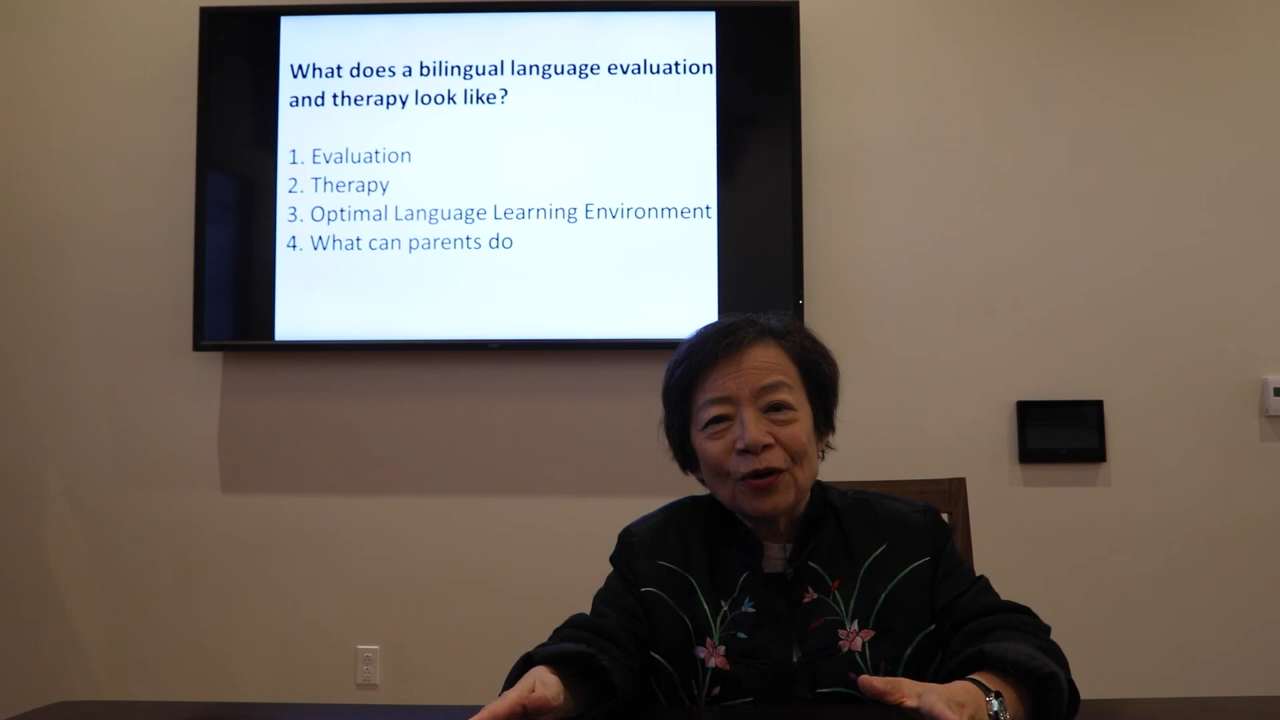 What does a bilingual language evaluation
and therapy look like?
1. Evaluation
2. Therapy
3. Optimal Language Learning Environment
4. What can parents do